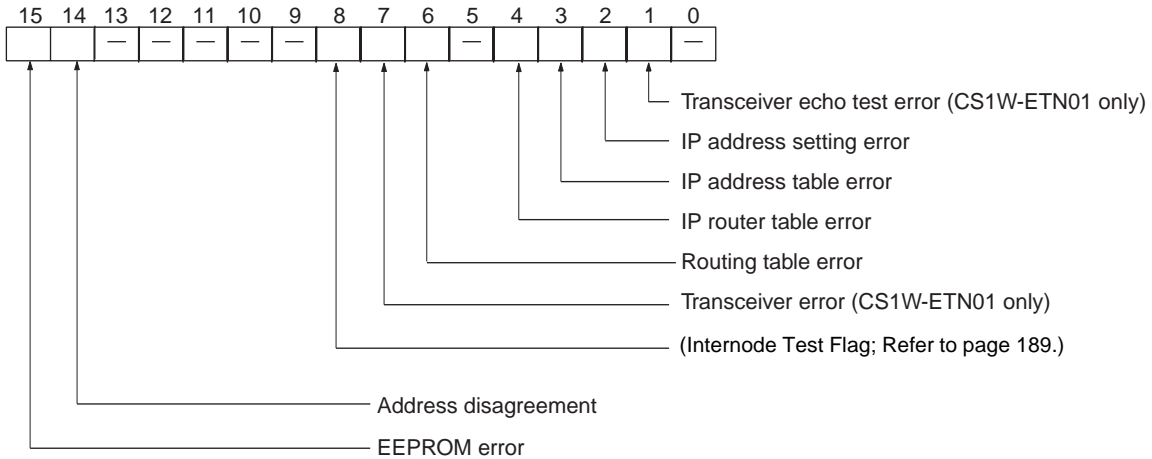 15 14 13 12 11 10 9 8 7 6 5 4 3 2 1 0
— — — — — — —
Transceiver echo test error (CS1W-ETN01 only)
IP address setting error
IP address table error
IP router table error
Routing table error
Transceiver error (CS1W-ETN01 only)
(Internode Test Flag; Refer to page 189.)
Address disagreement
EEPROM error